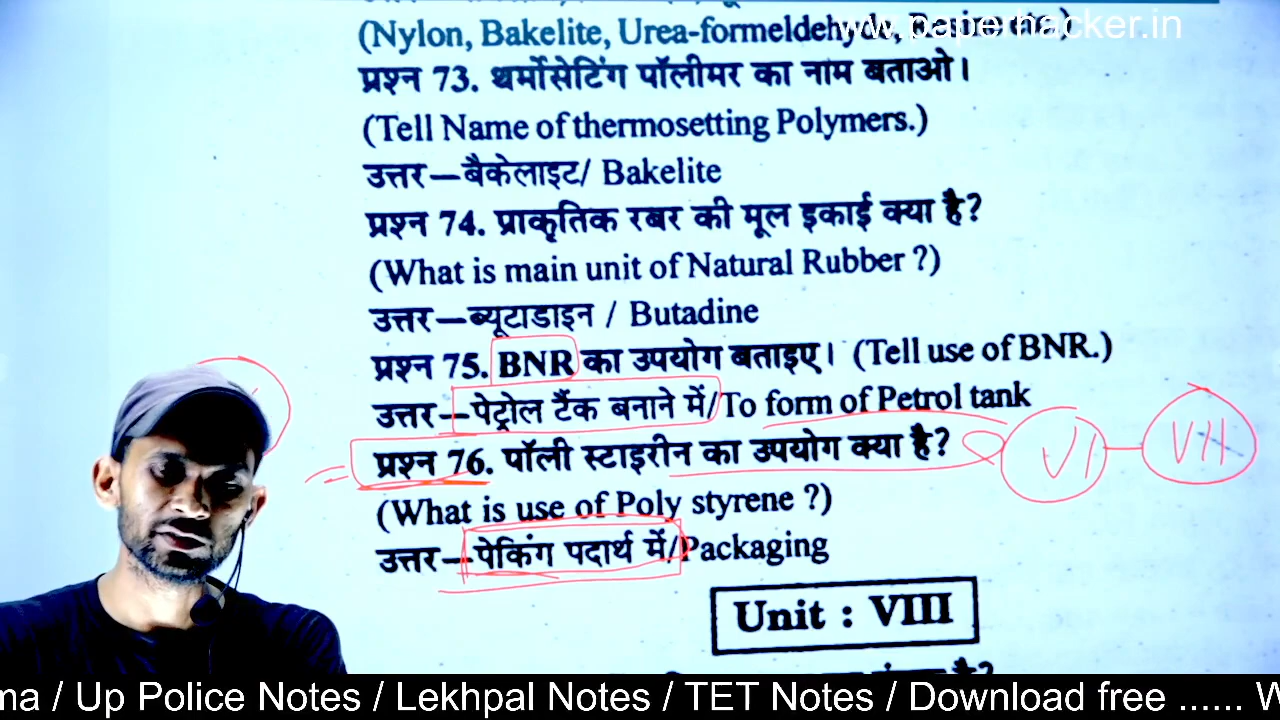 (Nylon, Bakelite, Urea-formeldehyde, Resin etc.)
www.paperhacker.in
प्रश्न 73. थर्मोसेटिंग पॉलीमर का नाम बताओ।
(Tell Name of thermosetting Polymers.)
उत्तर—बैकेलाइट/ Bakelite
प्रश्न 74. प्राकृतिक रबर की मूल इकाई क्या है?
(What is main unit of Natural Rubber ?)
उत्तर—ब्यूटाडाइन / Butadine
प्रश्न 75. BNR का उपयोग बताइए। (Tell use of BNR.)
उत्तर—पेट्रोल टैंक बनाने में/To form of Petrol tank
प्रश्न 76. पॉली स्टाइरीन का उपयोग क्या है?
VI — VII
(What is use of Poly styrene ?)
उत्तर—पेकिंग पदार्थ में/Packaging
Unit : VIII
ma / Up Police Notes / Lekhpal Notes / TET Notes / Download free ...... W